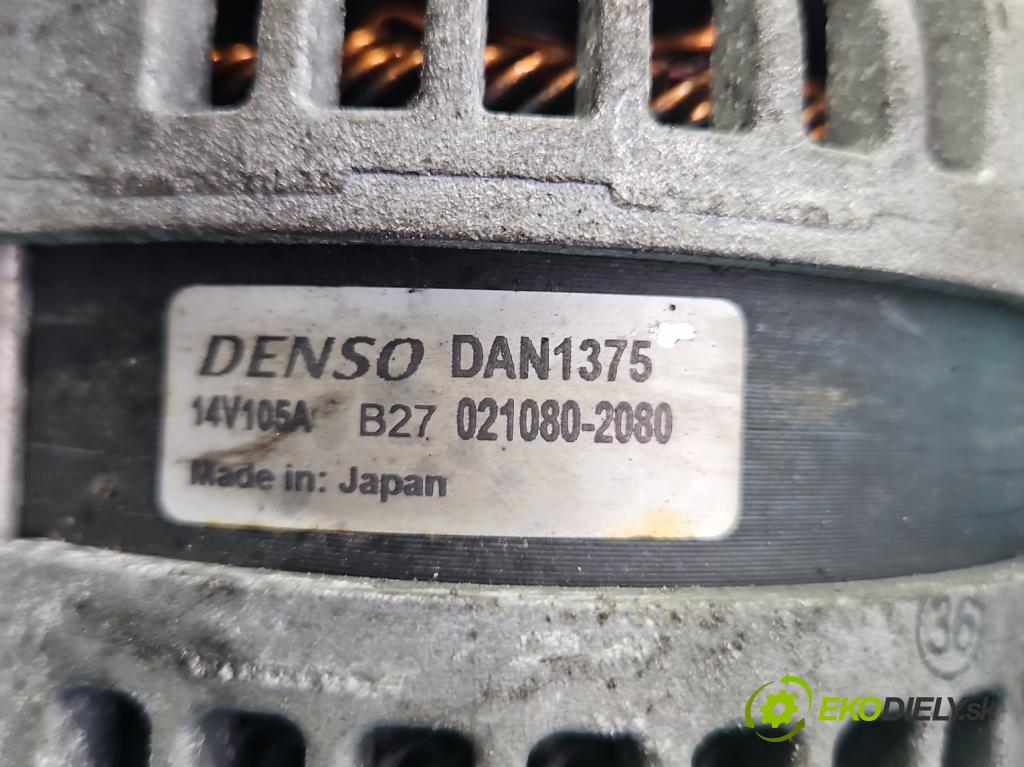 DENSO DAN1375
14V105A B27 021080-2080
Made in: Japan
36
EKODIELY.sk